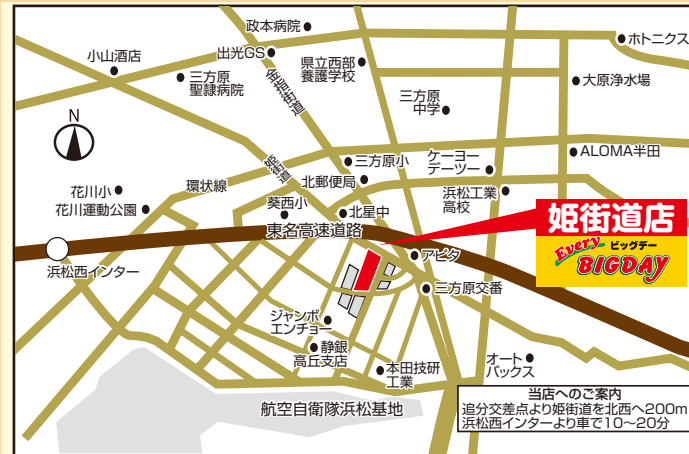 政本病院
ホトニクス
小山酒店
出光GS
県立西部
養護学校
三方原
聖隷病院
金指街道
大原浄水場
三方原
中学
N
姫街道
三方原小
ケーヨー
デーツー
ALOMA半田
環状線
北郵便局
花川小
花川運動公園
葵西小
北星中
浜松工業
高校
姫街道店
東名高速道路
Every ビッグデー
BIGDAY
アピタ
浜松西インター
三方原交番
ジャンボ
エンチョー
静銀
高丘支店
本田技研
工業
オート
バックス
航空自衛隊浜松基地
当店へのご案内
追分交差点より姫街道を北西へ200m
浜松西インターより車で10〜20分